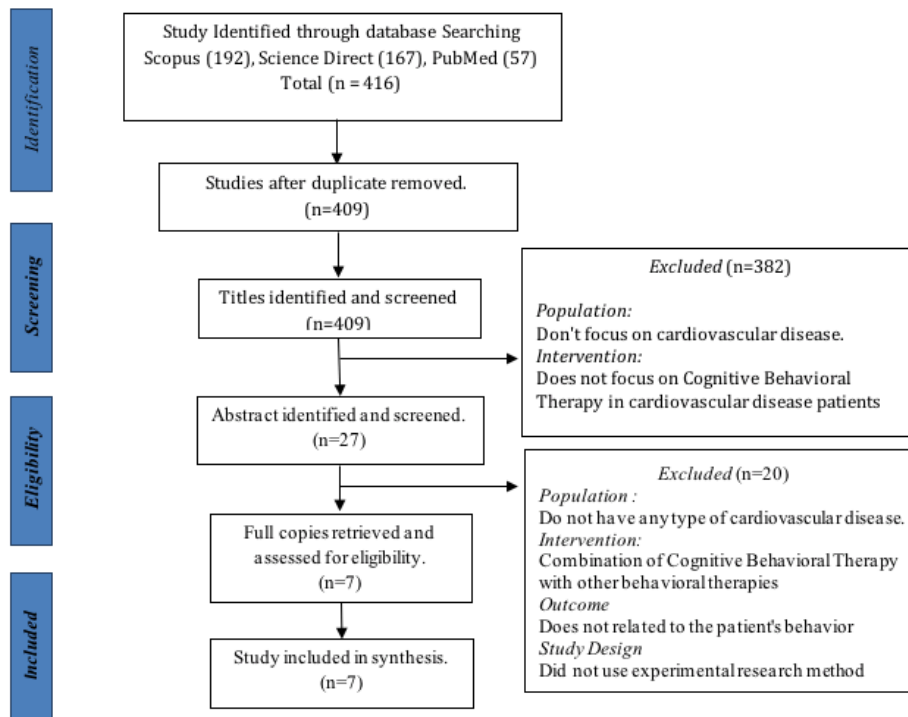 Identification
Study Identified through database Searching
Scopus (192), Science Direct (167), PubMed (57)
Total (n = 416)
Studies after duplicate removed.
(n=409)
Screening
Titles identified and screened
(n=409)
Excluded (n=382)
Population:
Don't focus on cardiovascular disease.
Intervention:
Does not focus on Cognitive Behavioral
Therapy in cardiovascular disease patients
Eligibility
Abstract identified and screened.
(n=27)
Excluded (n=20)
Population :
Do not have any type of cardiovascular disease.
Intervention:
Combination of Cognitive Behavioral Therapy
with other behavioral therapies
Outcome
Does not related to the patient's behavior
Study Design
Did not use experimental research method
Full copies retrieved and
assessed for eligibility.
(n=7)
Included
Study included in synthesis.
(n=7)